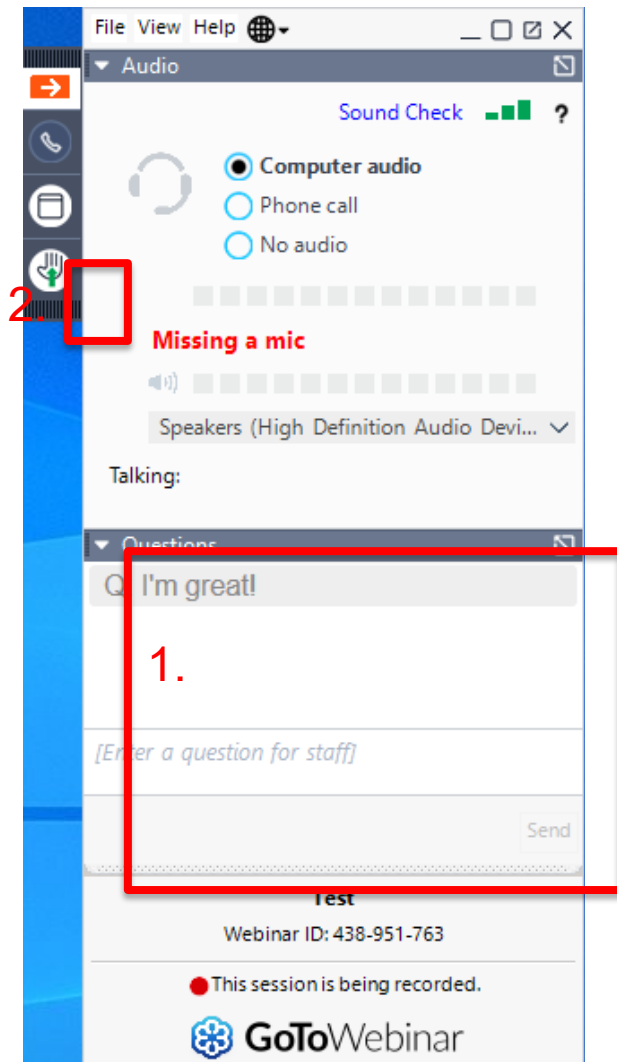 File View Help
Audio
Sound Check ?
Computer audio
Phone call
No audio
2.
Missing a mic
Speakers (High Definition Audio Devi...
Talking:
Questions
Q I'm great!
1.
[Enter a question for staff]
Send
Test
Webinar ID: 438-951-763
This session is being recorded.
GoToWebinar